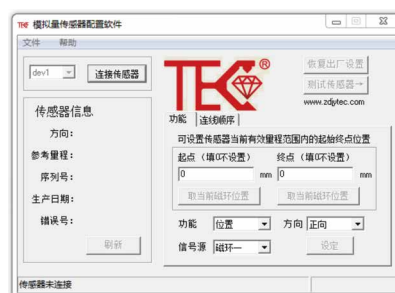 TEC 模拟量传感器配置软件
文件 帮助
dev1 连接传感器
TEC®
恢复出厂设置
测试传感器→
www.zdjytec.com
传感器信息
方向:
参考量程:
序列号:
生产日期:
错误号:
刷新
功能 连线顺序
可设置传感器当前有效量程范围内的起始终点位置
起点（填0不设置） 终点（填0不设置）
0 mm 0 mm
取当前磁环位置 取当前磁环位置
功能 位置 方向 正向
信号源 磁环一 设定
传感器未连接